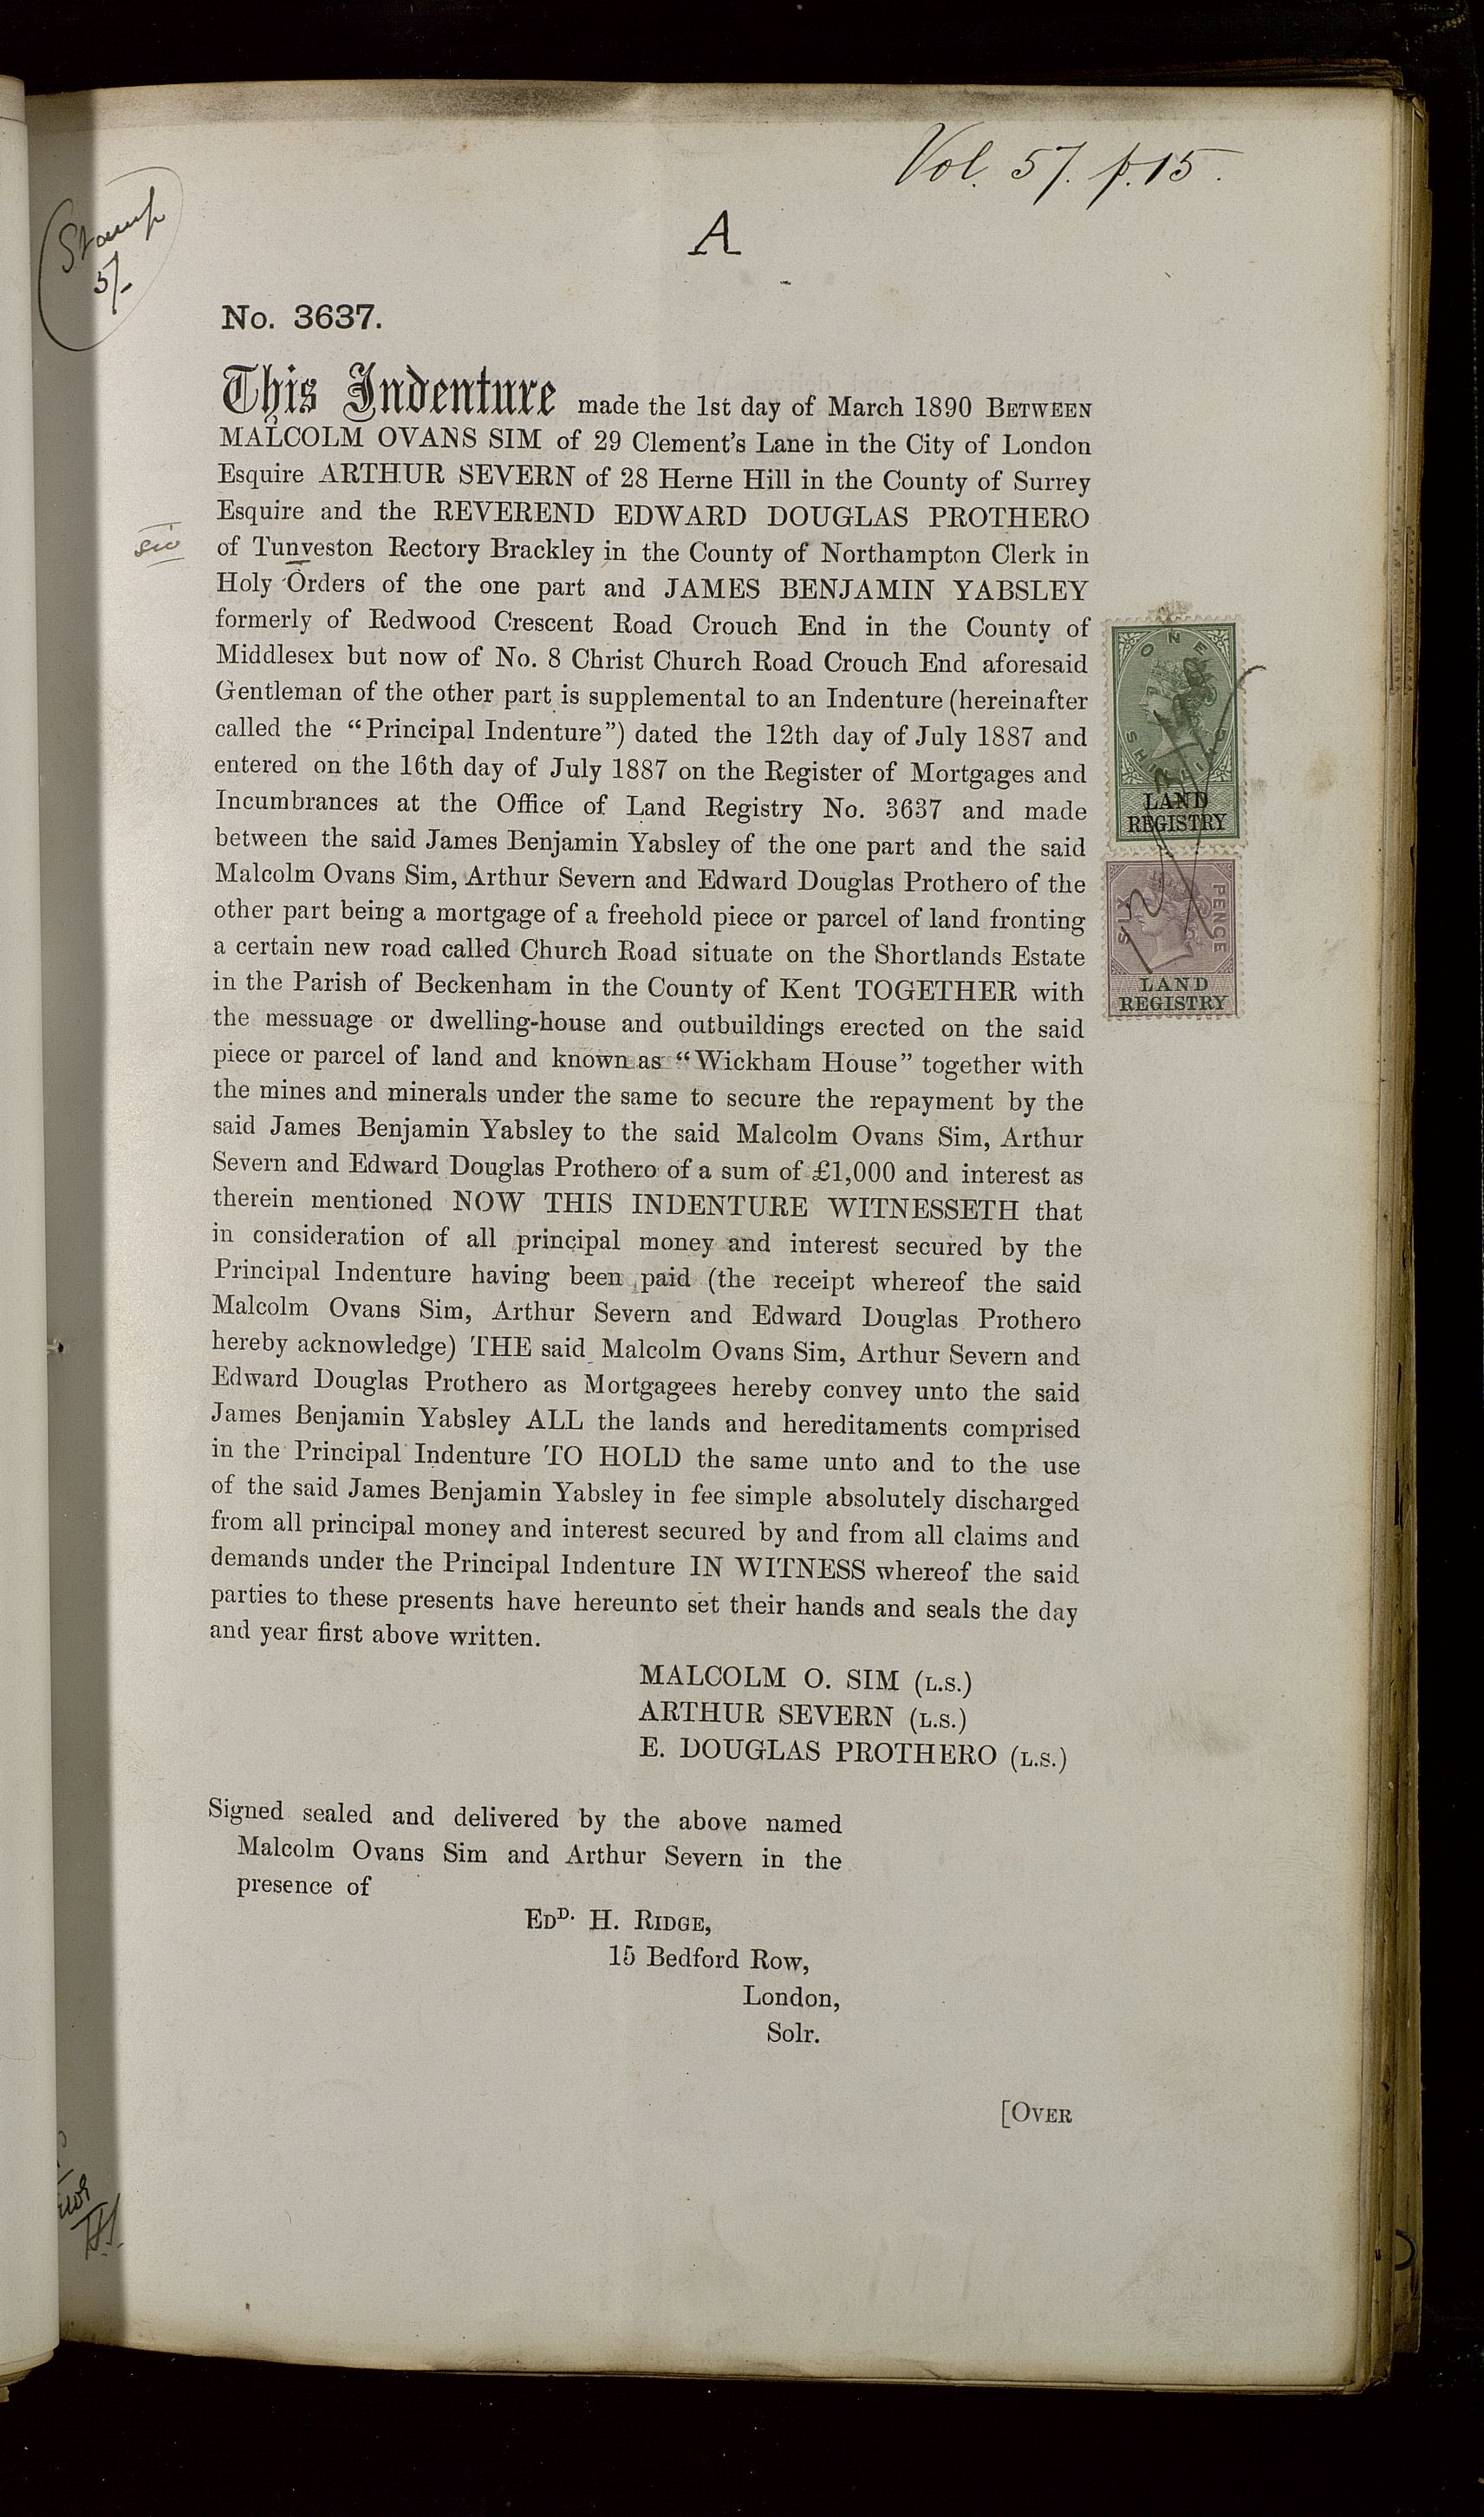 Vol. 57. p. 15.
Stamp
5/-
A
No. 3637.
This Indenture made the 1st day of March 1890 BETWEEN
MALCOLM OVANS SIM of 29 Clement's Lane in the City of London
Esquire ARTHUR SEVERN of 28 Herne Hill in the County of Surrey
Esquire and the REVEREND EDWARD DOUGLAS PROTHERO
sic
of Tunveston Rectory Brackley in the County of Northampton Clerk in
Holy Orders of the one part and JAMES BENJAMIN YABSLEY
formerly of Redwood Crescent Road Crouch End in the County of
Middlesex but now of No. 8 Christ Church Road Crouch End aforesaid
Gentleman of the other part is supplemental to an Indenture (hereinafter
called the “Principal Indenture”) dated the 12th day of July 1887 and
entered on the 16th day of July 1887 on the Register of Mortgages and
Incumbrances at the Office of Land Registry No. 3637 and made
between the said James Benjamin Yabsley of the one part and the said
Malcolm Ovans Sim, Arthur Severn and Edward Douglas Prothero of the
other part being a mortgage of a freehold piece or parcel of land fronting
a certain new road called Church Road situate on the Shortlands Estate
in the Parish of Beckenham in the County of Kent TOGETHER with
the messuage or dwelling-house and outbuildings erected on the said
piece or parcel of land and known as “Wickham House” together with
the mines and minerals under the same to secure the repayment by the
said James Benjamin Yabsley to the said Malcolm Ovans Sim, Arthur
Severn and Edward Douglas Prothero of a sum of £1,000 and interest as
therein mentioned NOW THIS INDENTURE WITNESSETH that
in consideration of all principal money and interest secured by the
Principal Indenture having been paid (the receipt whereof the said
Malcolm Ovans Sim, Arthur Severn and Edward Douglas Prothero
hereby acknowledge) THE said Malcolm Ovans Sim, Arthur Severn and
Edward Douglas Prothero as Mortgagees hereby convey unto the said
James Benjamin Yabsley ALL the lands and hereditaments comprised
in the Principal Indenture TO HOLD the same unto and to the use
of the said James Benjamin Yabsley in fee simple absolutely discharged
from all principal money and interest secured by and from all claims and
demands under the Principal Indenture IN WITNESS whereof the said
parties to these presents have hereunto set their hands and seals the day
and year first above written.
MALCOLM O. SIM (L.S.)
ARTHUR SEVERN (L.S.)
E. DOUGLAS PROTHERO (L.S.)
Signed sealed and delivered by the above named
Malcolm Ovans Sim and Arthur Severn in the
presence of
EDD. H. RIDGE,
15 Bedford Row,
London,
Solr.
[OVER
ONE
SHILLING
LAND
REGISTRY
SIX PENCE
LAND
REGISTRY